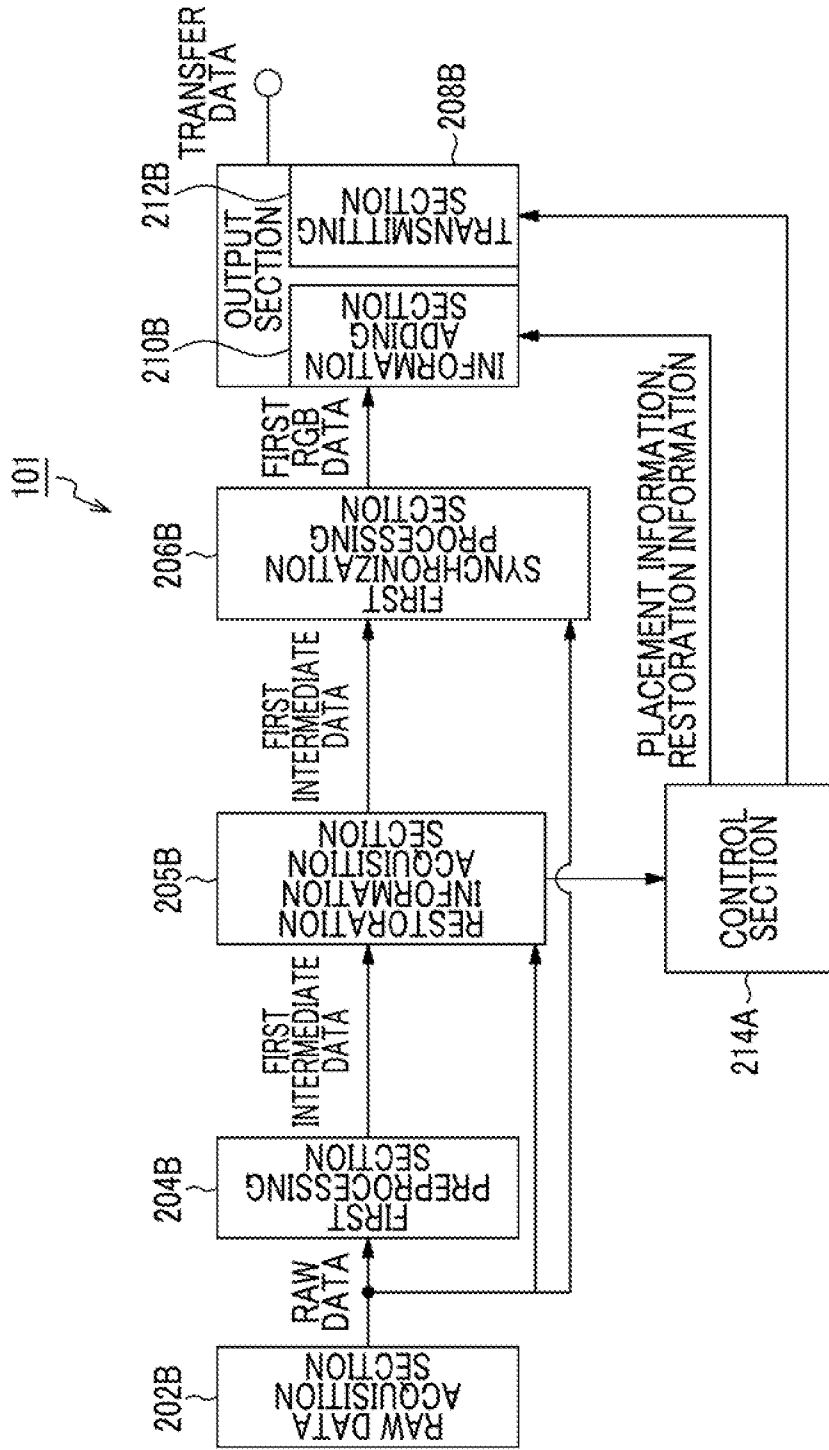 101
202B
RAW DATA
ACQUISITION
SECTION
RAW
DATA
204B
FIRST
PREPROCESSING
SECTION
FIRST
INTERMEDIATE
DATA
205B
RESTORATION
INFORMATION
ACQUISITION
SECTION
FIRST
INTERMEDIATE
DATA
206B
FIRST
SYNCHRONIZATION
PROCESSING
SECTION
FIRST
RGB
DATA
OUTPUT
SECTION
210B
INFORMATION
ADDING
SECTION
212B
TRANSMITTING
SECTION
208B
TRANSFER
DATA
214A
CONTROL
SECTION
PLACEMENT INFORMATION,
RESTORATION INFORMATION